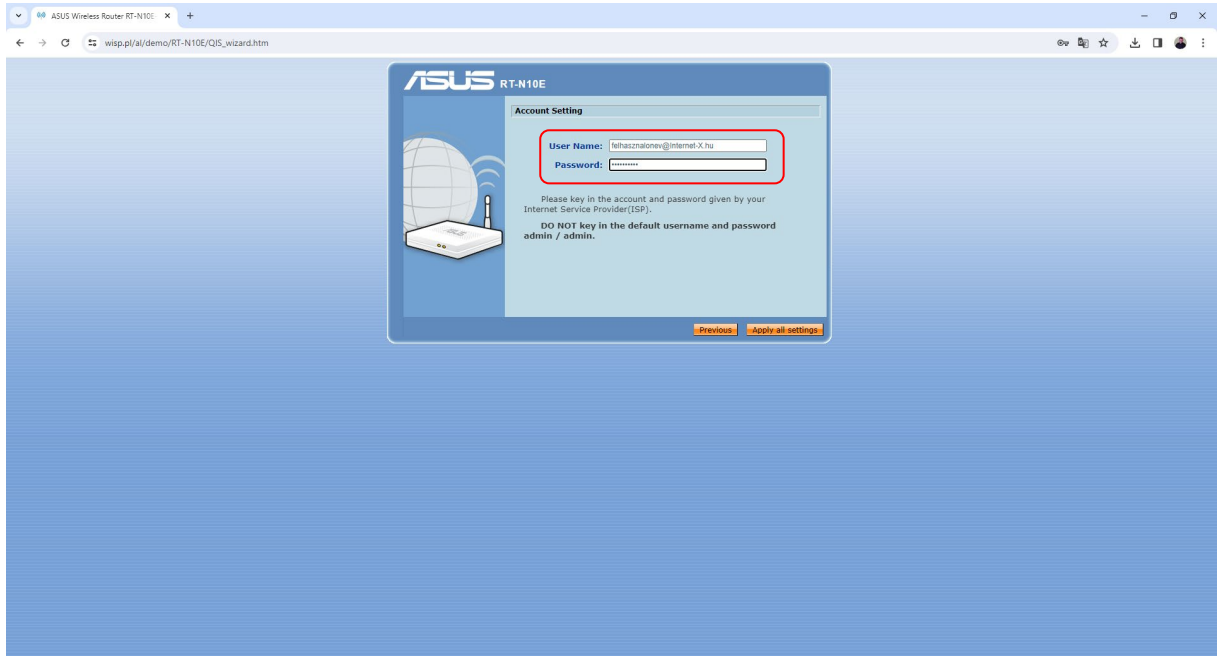 ASUS Wireless Router RT-N10E
wisp.pl/al/demo/RT-N10E/QIS_wizard.htm
ASUS RT-N10E
Account Setting
User Name: felhasznalonev@Internet-X.hu
Password: ••••••••••
Please key in the account and password given by your
Internet Service Provider(ISP).
DO NOT key in the default username and password
admin / admin.
Previous Apply all settings